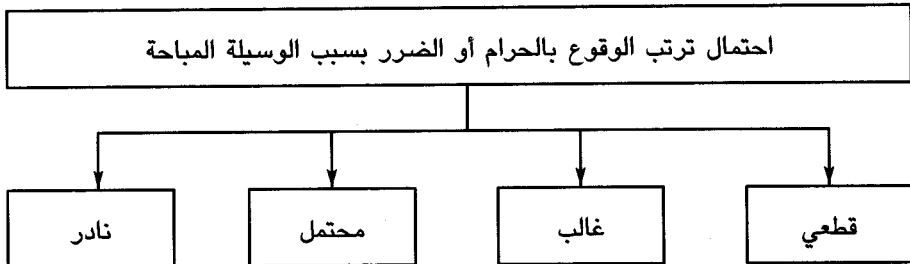 احتمال ترتب الوقوع بالحرام أو الضرر بسبب الوسيلة المباحة
قطعي
غالب
محتمل
نادر